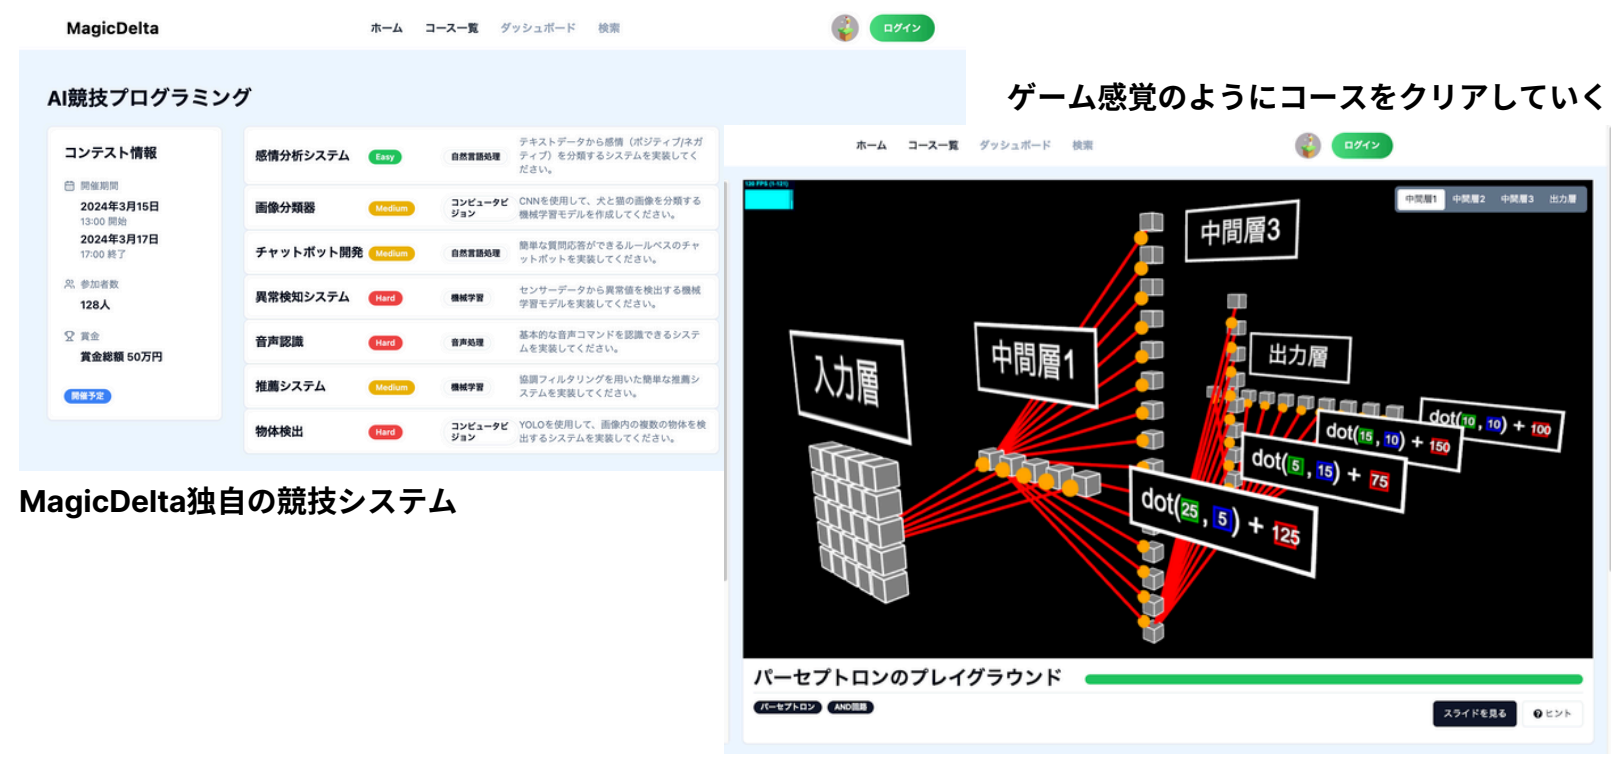 MagicDelta
ホーム コース一覧 ダッシュボード 検索
ログイン
AI競技プログラミング
コンテスト情報
開催期間
2024年3月15日
13:00 開始
2024年3月17日
17:00 終了
参加者数
128人
賞金
賞金総額 50万円
開催予定
感情分析システム Easy 自然言語処理
テキストデータから感情（ポジティブ/ネガ
ティブ）を分類するシステムを実装してく
ださい。
画像分類器 Medium
コンピュータビ
ジョン
CNNを使用して、犬と猫の画像を分類する
機械学習モデルを作成してください。
チャットボット開発 Medium 自然言語処理
簡単な質問応答ができるルールベースのチャ
ットボットを実装してください。
異常検知システム Hard 機械学習
センサーデータから異常値を検出する機械
学習モデルを実装してください。
音声認識 Hard 音声処理
基本的な音声コマンドを認識できるシステ
ムを実装してください。
推薦システム Medium 機械学習
協調フィルタリングを用いた簡単な推薦シ
ステムを実装してください。
物体検出 Hard
コンピュータビ
ジョン
YOLOを使用して、画像内の複数の物体を検
出するシステムを実装してください。
MagicDelta独自の競技システム
ゲーム感覚のようにコースをクリアしていく
ホーム コース一覧 ダッシュボード 検索
ログイン
120 FPS (1-121)
中間層1 中間層2 中間層3 出力層
中間層3
入力層
中間層1
出力層
dot(10, 10) + 100
dot(15, 10) + 150
dot(5, 15) + 75
dot(25, 5) + 125
パーセプトロンのプレイグラウンド
パーセプトロン AND回路
スライドを見る
ヒント